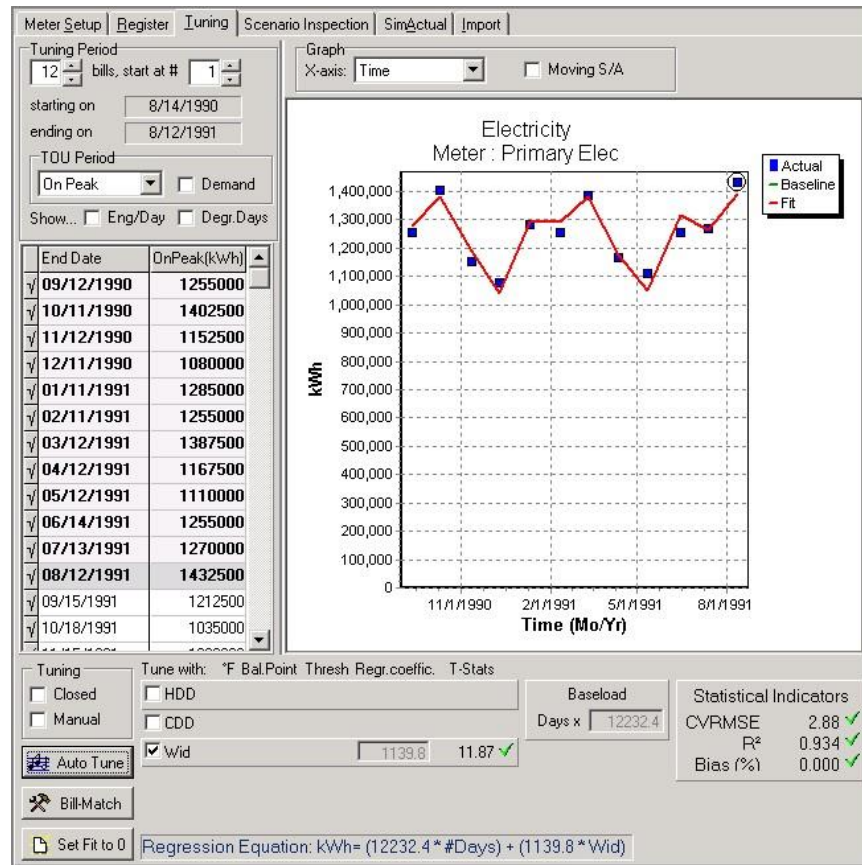 Meter Setup Register Tuning Scenario Inspection SimActual Import
Tuning Period
12 bills, start at # 1
starting on 8/14/1990
ending on 8/12/1991
TOU Period
On Peak Demand
Show... Eng/Day Degr.Days
Graph
X-axis: Time Moving S/A
End Date OnPeak(kWh)
√ 09/12/1990 1255000
√ 10/11/1990 1402500
√ 11/12/1990 1152500
√ 12/11/1990 1080000
√ 01/11/1991 1285000
√ 02/11/1991 1255000
√ 03/12/1991 1387500
√ 04/12/1991 1167500
√ 05/12/1991 1110000
√ 06/14/1991 1255000
√ 07/13/1991 1270000
√ 08/12/1991 1432500
√ 09/15/1991 1212500
√ 10/18/1991 1035000
Electricity
Meter : Primary Elec
Actual
Baseline
Fit
1,400,000
1,300,000
1,200,000
1,100,000
1,000,000
900,000
800,000
700,000
600,000
500,000
400,000
300,000
200,000
100,000
0
kWh
11/1/1990 2/1/1991 5/1/1991 8/1/1991
Time (Mo/Yr)
Tuning
Closed
Manual
Auto Tune
Bill-Match
Set Fit to 0
Tune with: °F Bal.Point Thresh Regr.coeffic. T-Stats
HDD
CDD
Wid 1139.8 11.87
Baseload
Days x 12232.4
Statistical Indicators
CVRMSE 2.88
R² 0.934
Bias (%) 0.000
Regression Equation: kWh= (12232.4 * #Days) + (1139.8 * Wid)